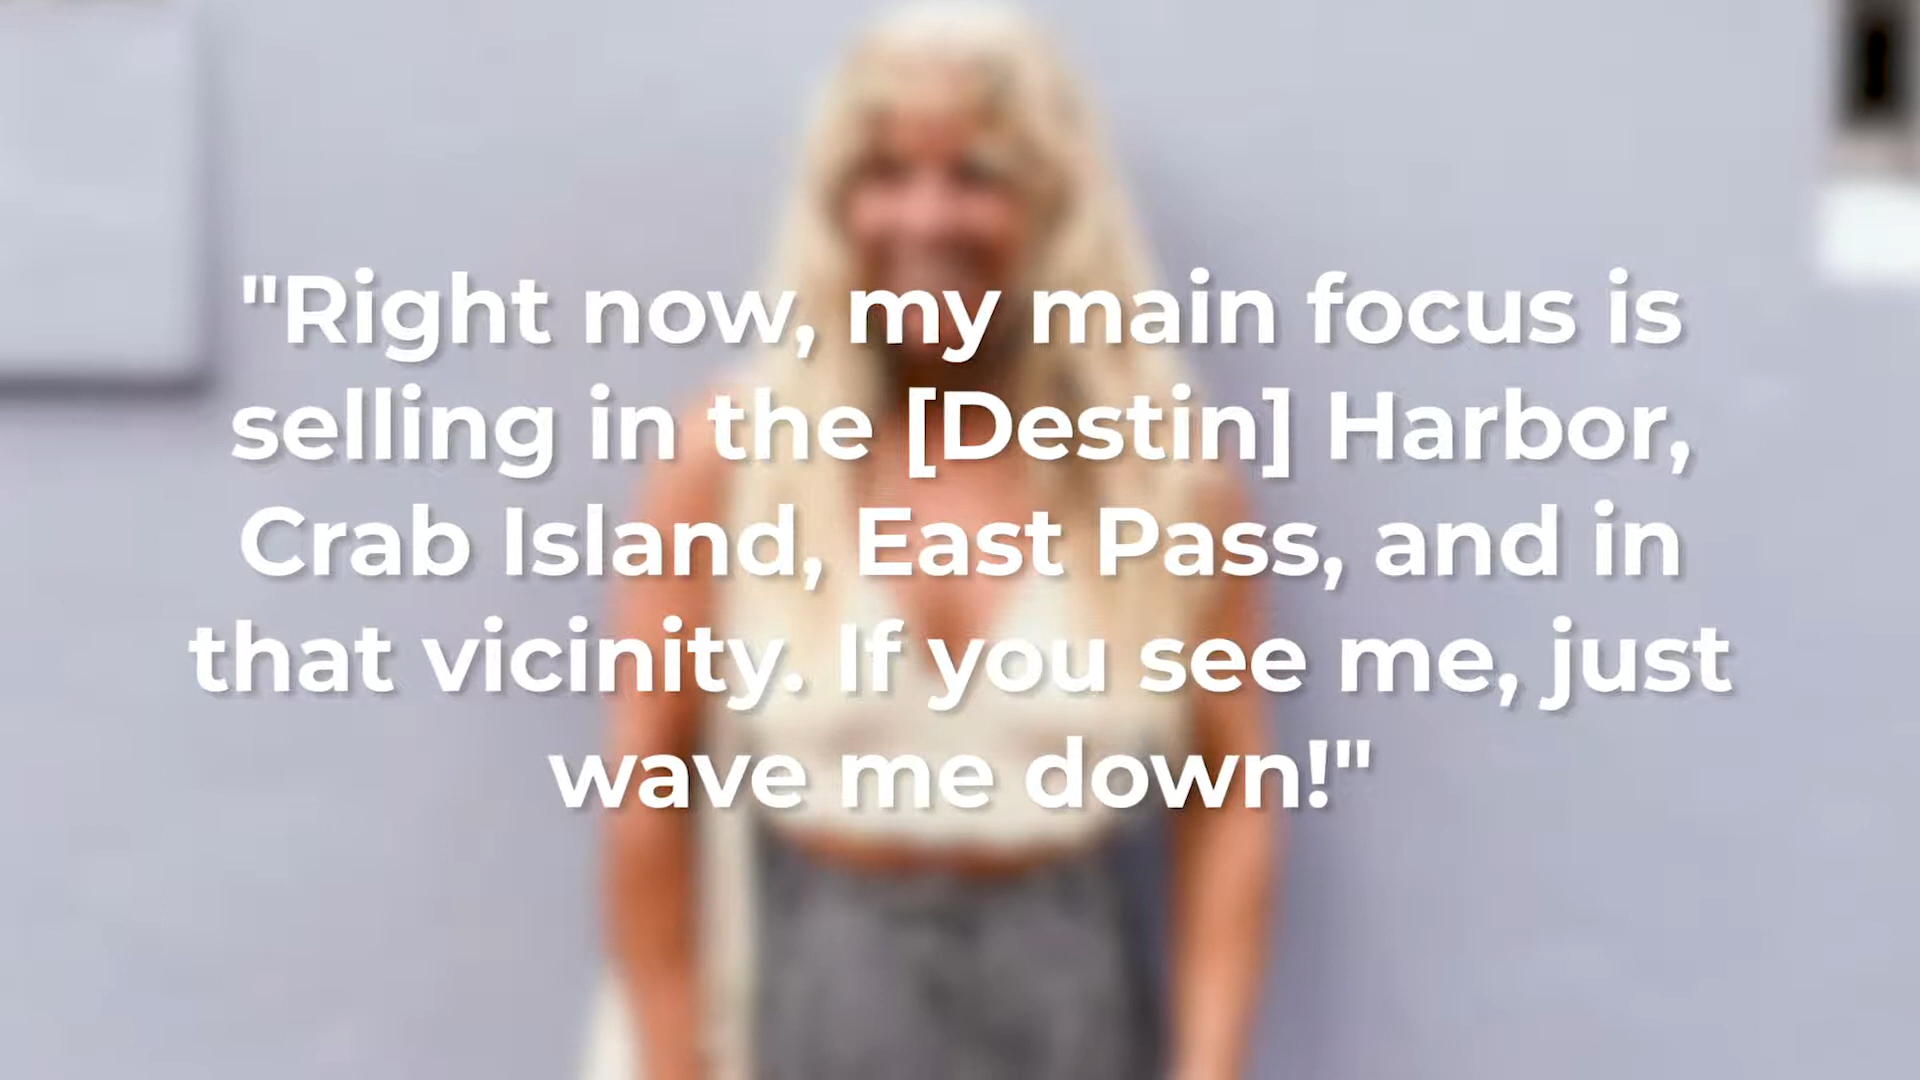 "Right now, my main focus is
selling in the [Destin] Harbor,
Crab Island, East Pass, and in
that vicinity. If you see me, just
wave me down!"